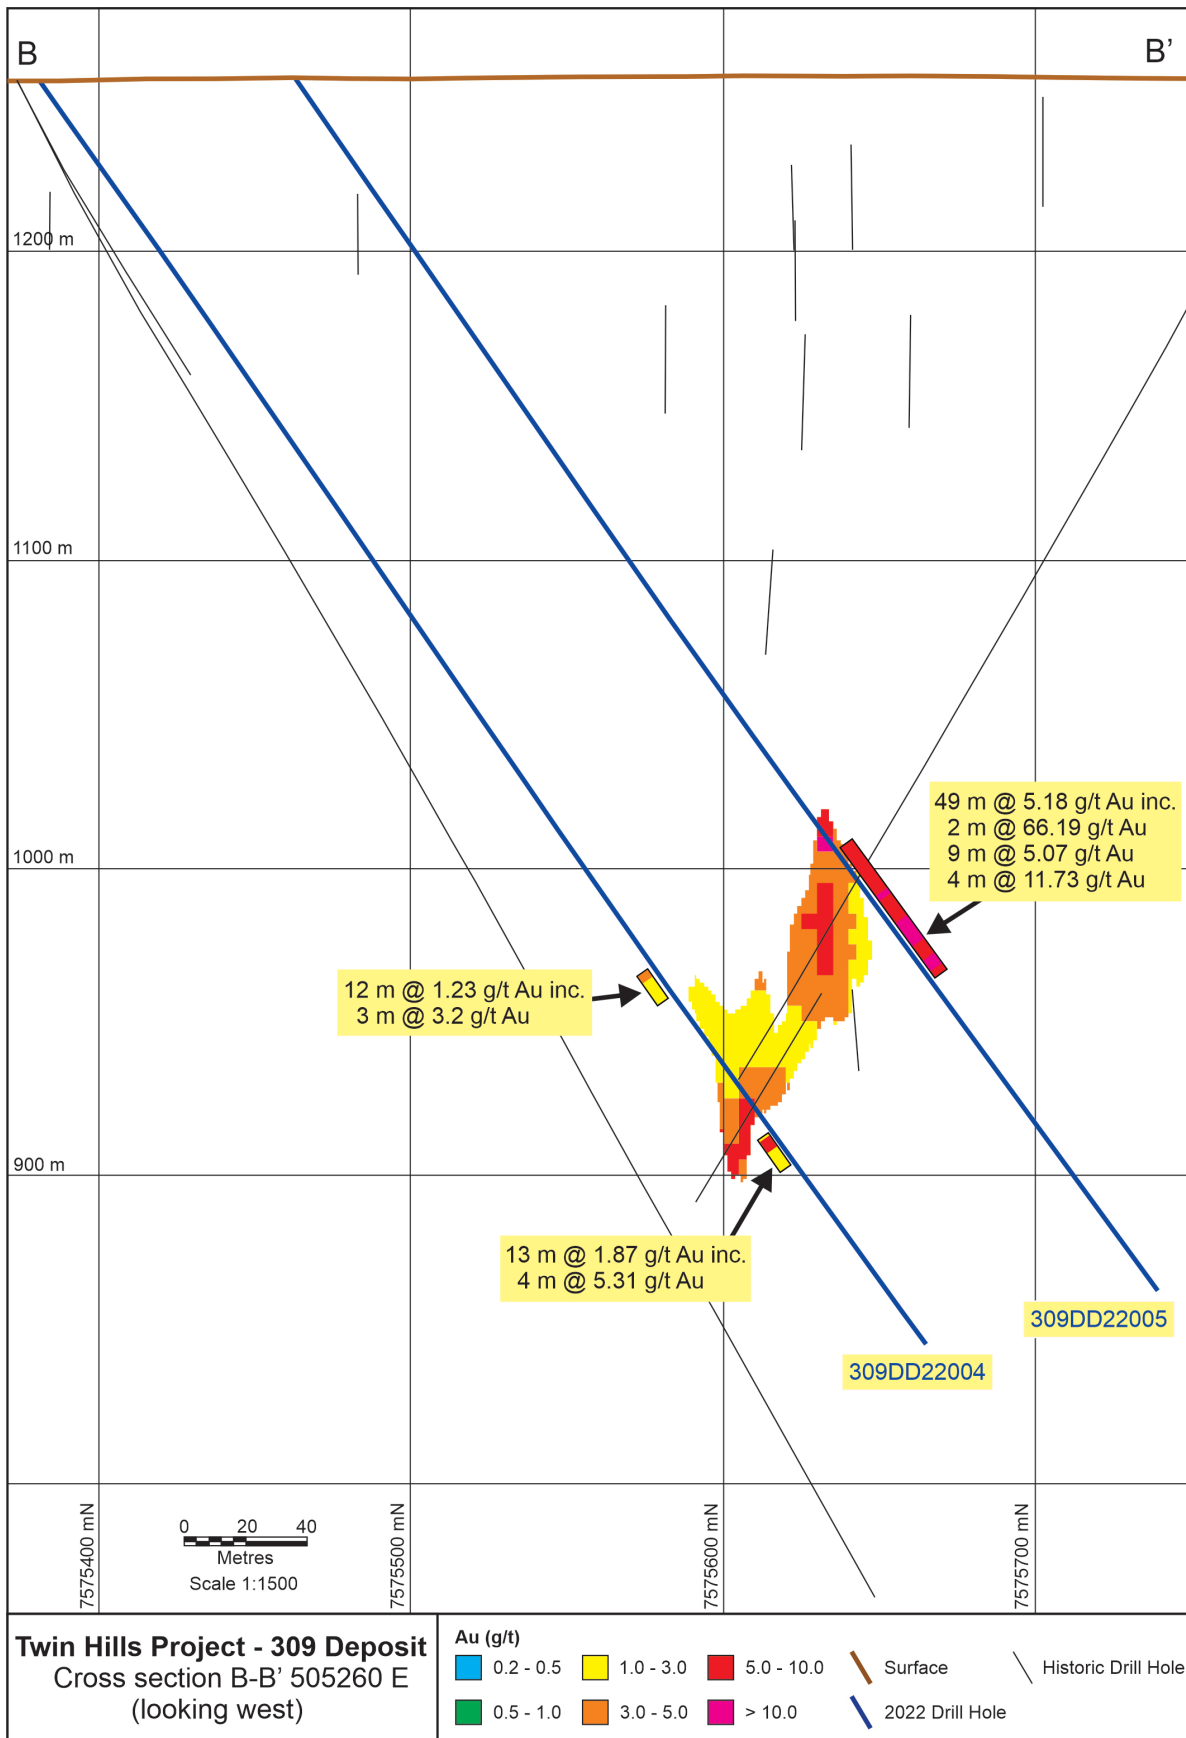 B
B'
1200 m
1100 m
1000 m
900 m
49 m @ 5.18 g/t Au inc.
2 m @ 66.19 g/t Au
9 m @ 5.07 g/t Au
4 m @ 11.73 g/t Au
12 m @ 1.23 g/t Au inc.
3 m @ 3.2 g/t Au
13 m @ 1.87 g/t Au inc.
4 m @ 5.31 g/t Au
309DD22005
309DD22004
7575400 mN
7575500 mN
7575600 mN
7575700 mN
0 20 40
Metres
Scale 1:1500
Twin Hills Project - 309 Deposit
Cross section B-B' 505260 E
(looking west)
Au (g/t)
0.2 - 0.5
1.0 - 3.0
5.0 - 10.0
Surface
Historic Drill Hole
0.5 - 1.0
3.0 - 5.0
> 10.0
2022 Drill Hole